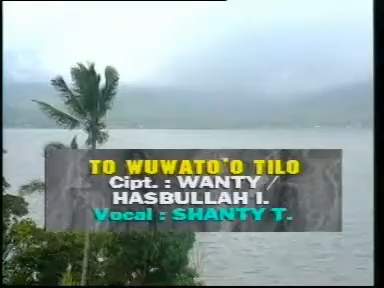 TO WUWATO'O TILO
Cipt. : WANTY /
HASBULLAH I.
Vocal : SHANTY T.